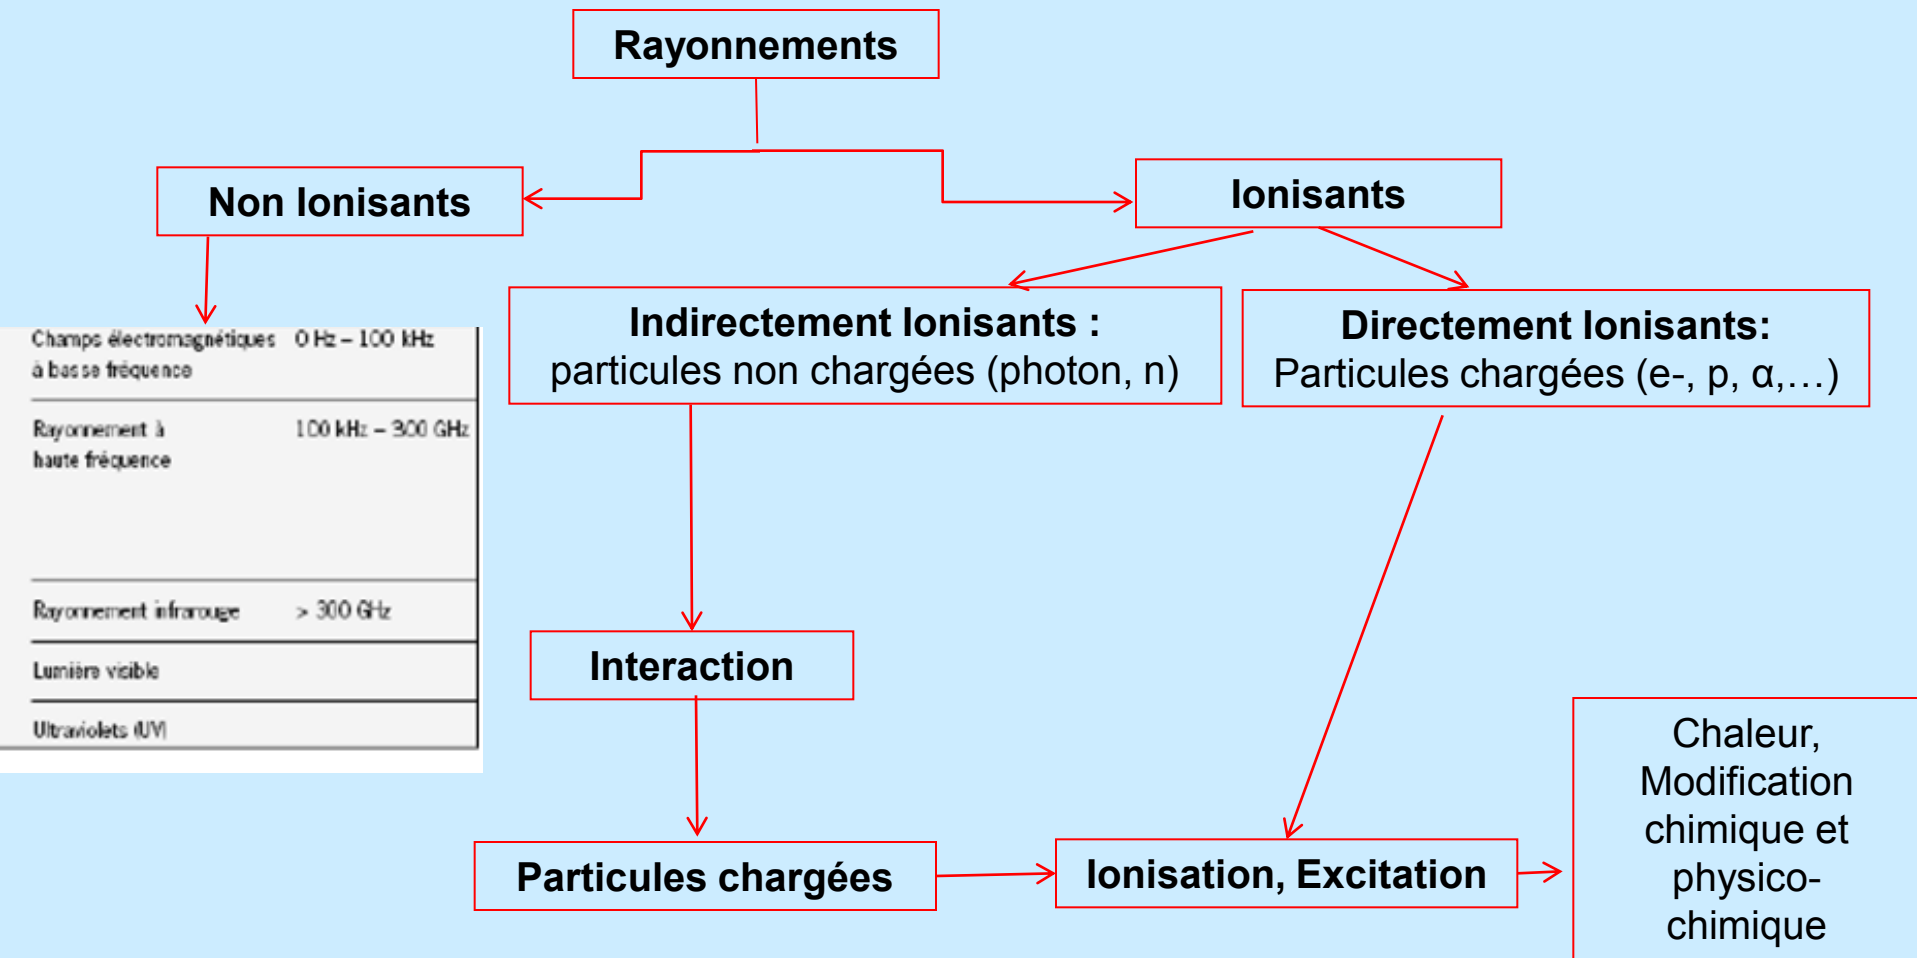 Rayonnements
Non Ionisants
Ionisants
Indirectement Ionisants :
particules non chargées (photon, n)
Directement Ionisants:
Particules chargées (e-, p, α,…)
Champs électromagnétiques 0 Hz – 100 kHz
à basse fréquence
Rayonnement à 100 kHz – 300 GHz
haute fréquence
Rayonnement infrarouge > 300 GHz
Lumière visible
Ultraviolets (UV)
Interaction
Particules chargées
Ionisation, Excitation
Chaleur,
Modification
chimique et
physico-
chimique